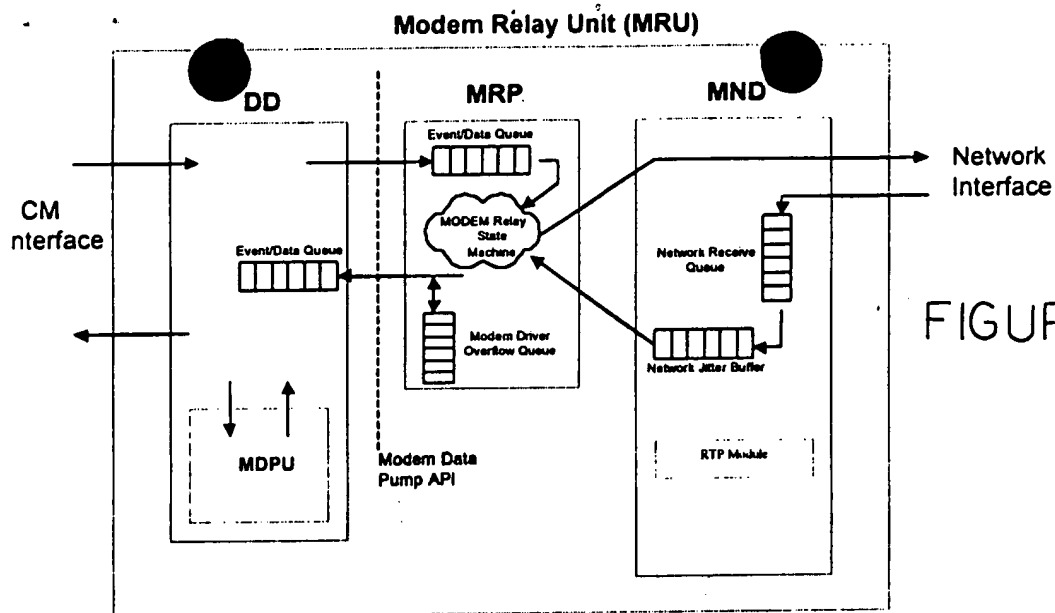 Modem Relay Unit (MRU)
DD
MRP
MND
Event/Data Queue
MODEM Relay
State
Machine
CM
nterface
Event/Data Queue
Modem Driver
Overflow Queue
Network
Interface
Network Receive
Queue
Network Jitter Buffer
FIGUR
MDPU
Modem Data
Pump API
RTP Module